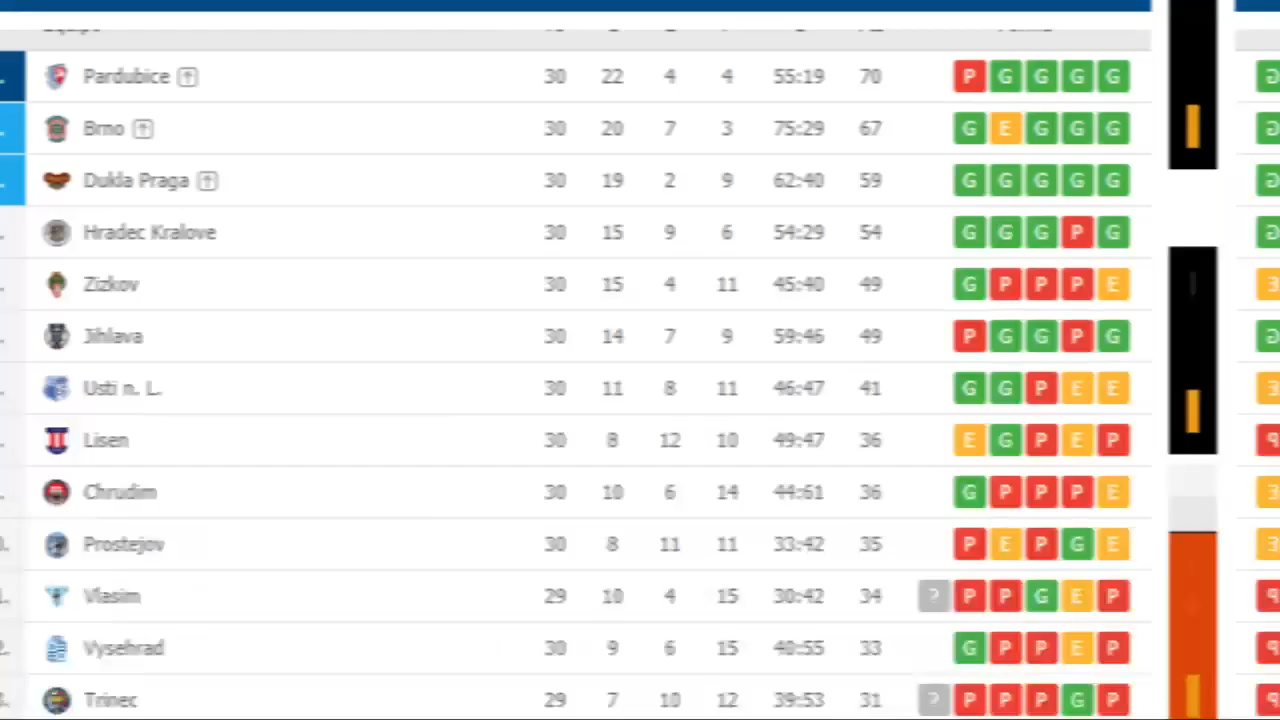 Pardubice 30 22 4 4 55:19 70 P G G G G
Brno 30 20 7 3 75:29 67 G E G G G
Dukla Praga 30 19 2 9 62:40 59 G G G G G
Hradec Kralove 30 15 9 6 54:29 54 G G G P G
Zizkov 30 15 4 11 45:40 49 G P P P E
Jihlava 30 14 7 9 59:46 49 P G G P G
Usti n. L. 30 11 8 11 46:47 41 G G P E E
Lisen 30 8 12 10 49:47 36 E G P E P
Chrudim 30 10 6 14 44:61 36 G P P P E
Prostejov 30 8 11 11 33:42 35 P E P G E
Vlasim 29 10 4 15 30:42 34 ? P P G E P
Vysehrad 30 9 6 15 40:55 33 G P P E P
Trinec 29 7 10 12 39:53 31 ? P P P G P